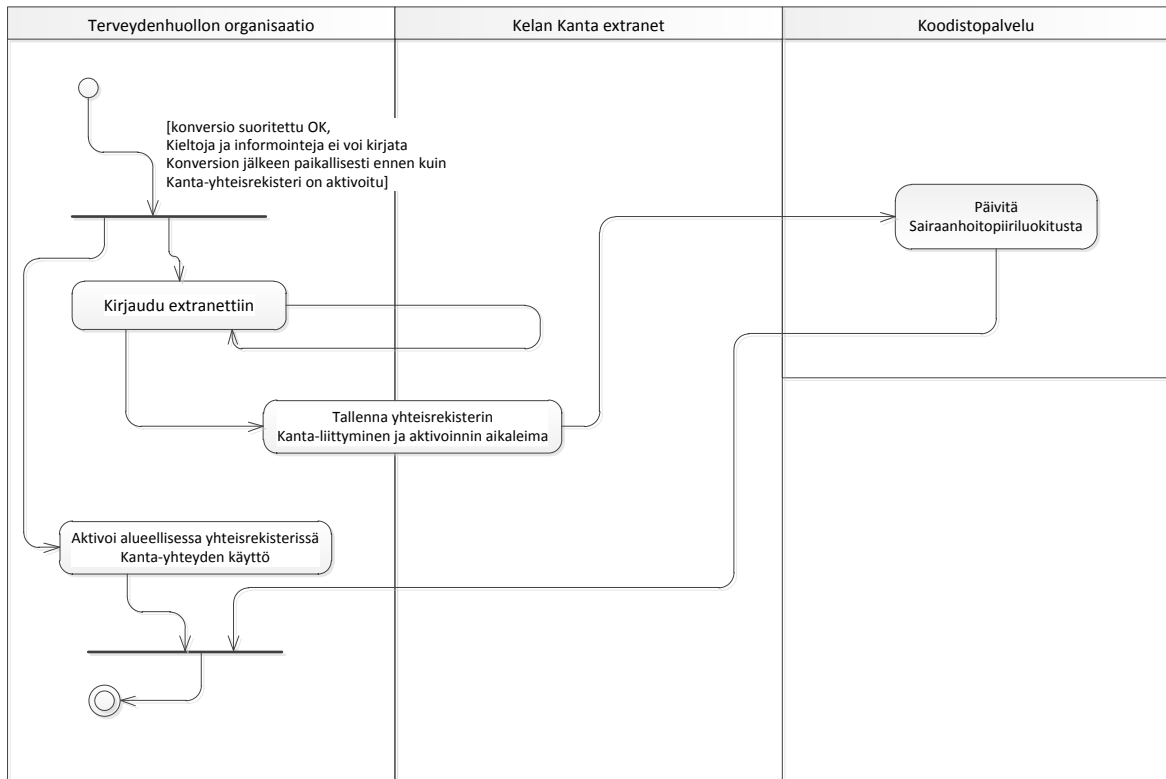 Terveydenhuollon organisaatio
Kelan Kanta extranet
Koodistopalvelu
[konversio suoritettu OK,
Kieltoja ja informointeja ei voi kirjata
Konversion jälkeen paikallisesti ennen kuin
Kanta-yhteisrekisteri on aktivoitu]
Päivitä
Sairaanhoitopiiriluokitusta
Kirjaudu extranettiin
Tallenna yhteisrekisterin
Kanta-liittyminen ja aktivoinnin aikaleima
Aktivoi alueellisessa yhteisrekisterissä
Kanta-yhteyden käyttö